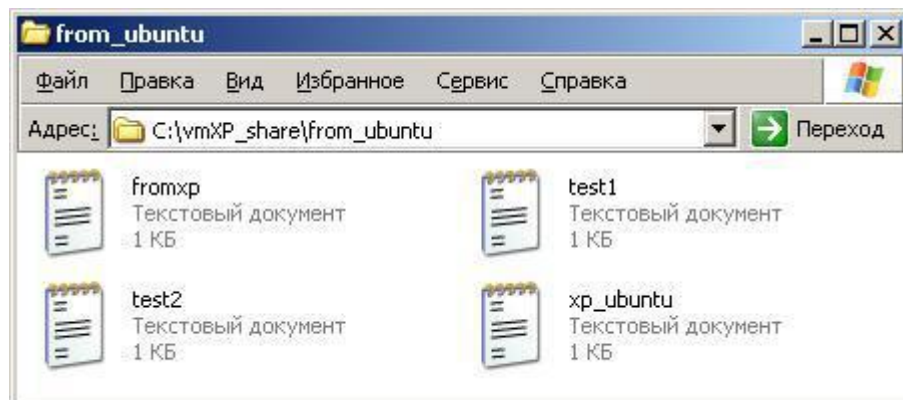 from_ubuntu
Файл Правка Вид Избранное Сервис Справка
Адрес: C:\vmXP_share\from_ubuntu Переход
fromxp
Текстовый документ
1 КБ
test1
Текстовый документ
1 КБ
test2
Текстовый документ
1 КБ
xp_ubuntu
Текстовый документ
1 КБ